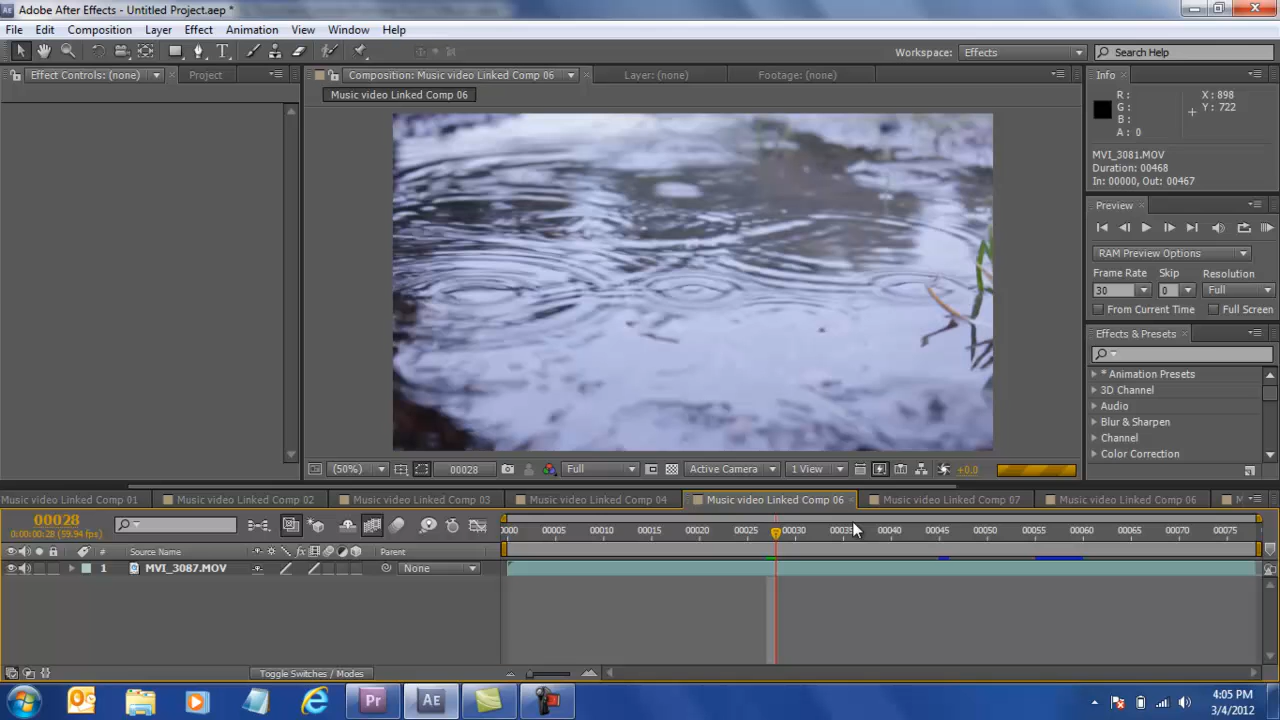 Adobe After Effects - Untitled Project.aep *
File Edit Composition Layer Effect Animation View Window Help
Workspace: Effects Search Help
Effect Controls: (none) Project Composition: Music video Linked Comp 06 Layer: (none) Footage: (none) Info
Music video Linked Comp 06
R :
G :
B :
A : 0
X : 898
Y : 722
MVI_3081.MOV
Duration: 00468
In: 00000, Out: 00467
Preview
RAM Preview Options
Frame Rate Skip Resolution
30 0 Full
From Current Time Full Screen
Effects & Presets
* Animation Presets
3D Channel
Audio
Blur & Sharpen
Channel
Color Correction
(50%) 00028 Full Active Camera 1 View +0.0
Music video Linked Comp 01 Music video Linked Comp 02 Music video Linked Comp 03 Music video Linked Comp 04 Music video Linked Comp 06 Music video Linked Comp 07 Music video Linked Comp 06
00028
0:00:00:28 (59.94 fps)
00005 00010 00015 00020 00025 00030 00035 00040 00045 00050 00055 00060 00065 00070 00075
# Source Name Parent
1 MVI_3087.MOV None
Toggle Switches / Modes
Pr Ae
4:05 PM
3/4/2012